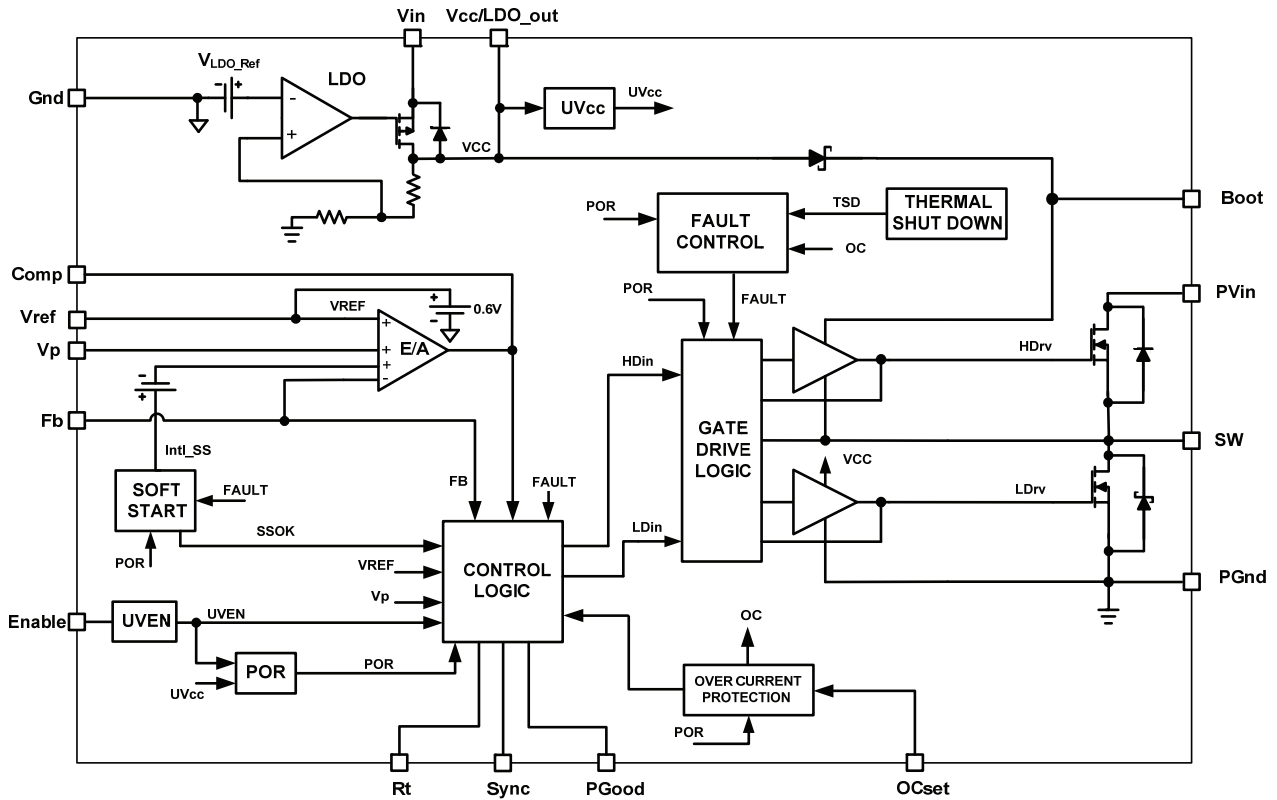 Vin
Vcc/LDO_out
VLDO_Ref
LDO
Gnd
-
+
-
+
UVcc
UVcc
VCC
Boot
POR
FAULT
CONTROL
TSD
THERMAL
SHUT DOWN
OC
Comp
Vref
VREF
+
-
0.6V
POR
FAULT
PVin
Vp
+
+
+
-
E/A
HDin
HDrv
-
+
Fb
Intl_SS
GATE
DRIVE
LOGIC
SW
VCC
SOFT
START
FAULT
FB
FAULT
LDrv
SSOK
LDin
POR
VREF
CONTROL
LOGIC
PGnd
Vp
Enable
UVEN
UVEN
OC
POR
POR
UVcc
OVER CURRENT
PROTECTION
POR
Rt
Sync
PGood
OCset